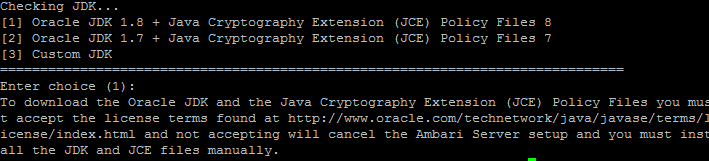 Checking JDK...
[1] Oracle JDK 1.8 + Java Cryptography Extension (JCE) Policy Files 8
[2] Oracle JDK 1.7 + Java Cryptography Extension (JCE) Policy Files 7
[3] Custom JDK
==============================================================================
Enter choice (1):
To download the Oracle JDK and the Java Cryptography Extension (JCE) Policy Files you mus
t accept the license terms found at http://www.oracle.com/technetwork/java/javase/terms/l
icense/index.html and not accepting will cancel the Ambari Server setup and you must inst
all the JDK and JCE files manually.